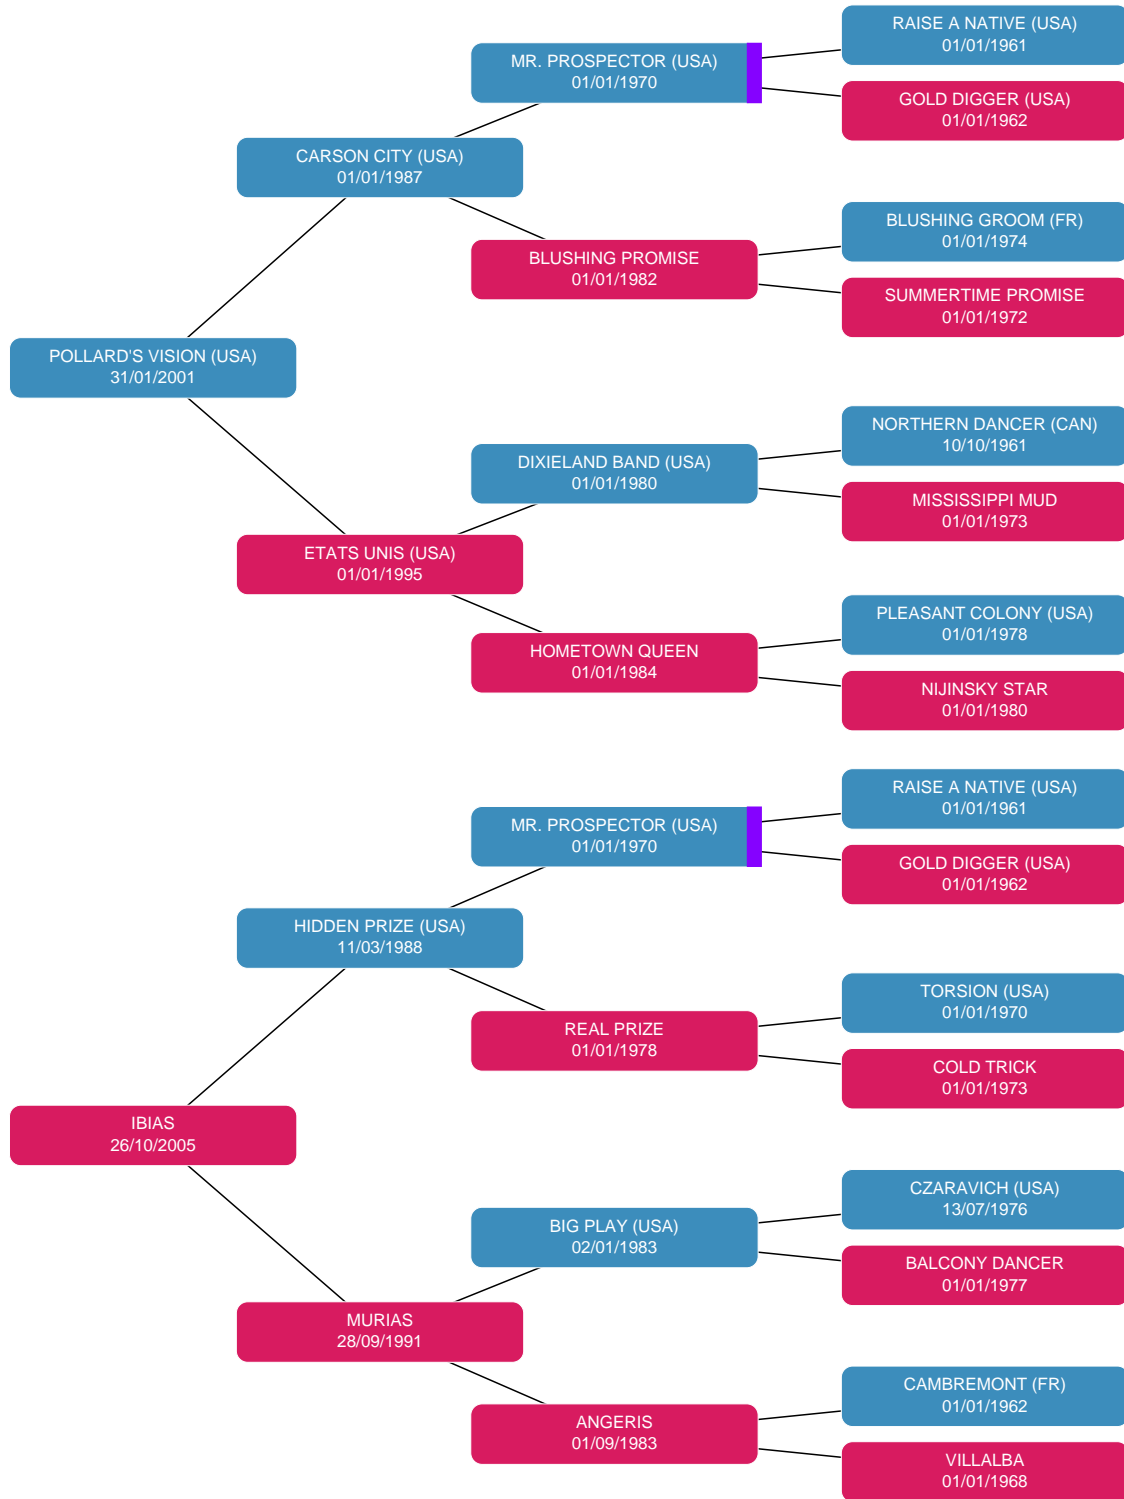 RAISE A NATIVE (USA)
01/01/1961
MR. PROSPECTOR (USA)
01/01/1970
GOLD DIGGER (USA)
01/01/1962
CARSON CITY (USA)
01/01/1987
BLUSHING GROOM (FR)
01/01/1974
BLUSHING PROMISE
01/01/1982
SUMMERTIME PROMISE
01/01/1972
POLLARD'S VISION (USA)
31/01/2001
NORTHERN DANCER (CAN)
10/10/1961
DIXIELAND BAND (USA)
01/01/1980
MISSISSIPPI MUD
01/01/1973
ETATS UNIS (USA)
01/01/1995
PLEASANT COLONY (USA)
01/01/1978
HOMETOWN QUEEN
01/01/1984
NIJINSKY STAR
01/01/1980
RAISE A NATIVE (USA)
01/01/1961
MR. PROSPECTOR (USA)
01/01/1970
GOLD DIGGER (USA)
01/01/1962
HIDDEN PRIZE (USA)
11/03/1988
TORSION (USA)
01/01/1970
REAL PRIZE
01/01/1978
COLD TRICK
01/01/1973
IBIAS
26/10/2005
CZARAVICH (USA)
13/07/1976
BIG PLAY (USA)
02/01/1983
BALCONY DANCER
01/01/1977
MURIAS
28/09/1991
CAMBREMONT (FR)
01/01/1962
ANGERIS
01/09/1983
VILLALBA
01/01/1968